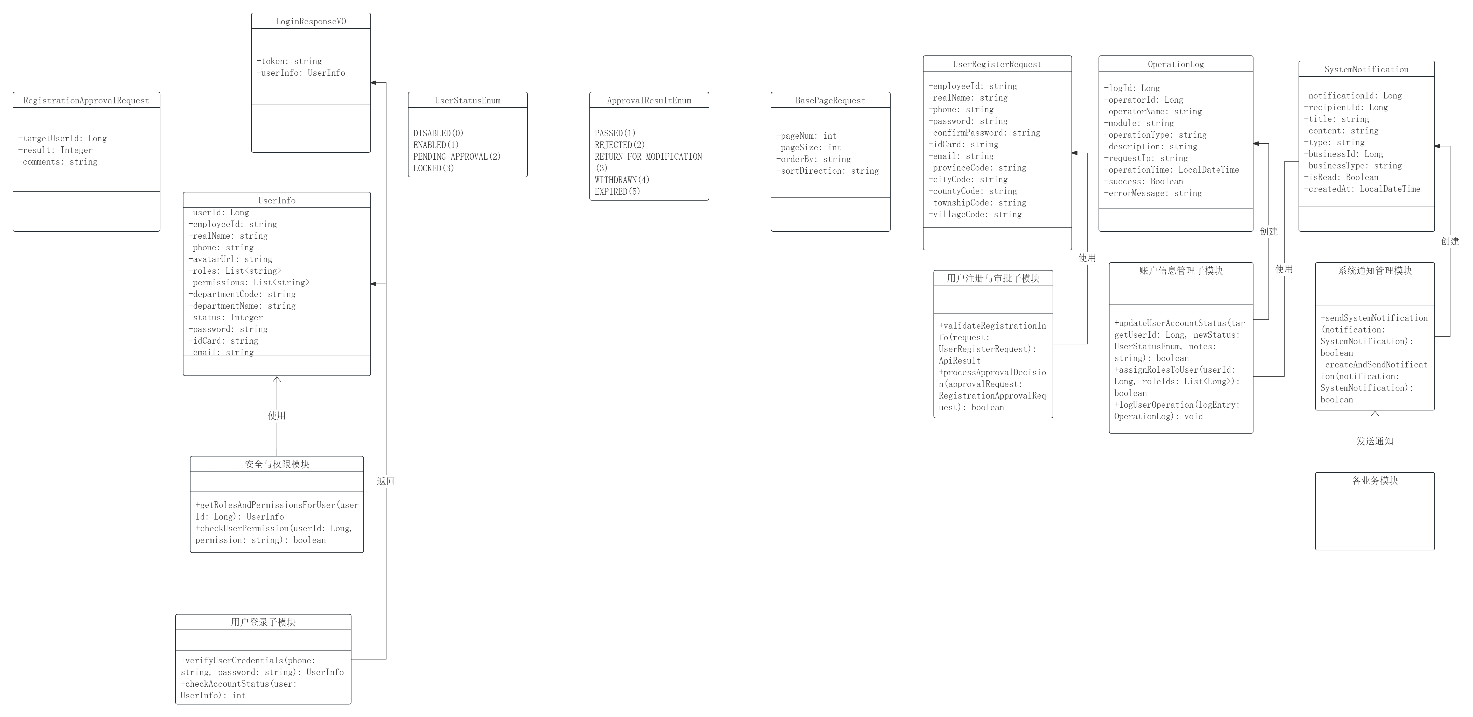 LoginResponseVO
+token: string
userInfo: UserInfo
RegistrationApprovalRequest
+targetUserId: Long
+result: Integer
comments: string
UserStatusEnum
DISABLED(0)
ENABLED(1)
PENDING_APPROVAL(2)
LOCKED(3)
ApprovalResultEnum
PASSED(1)
REJECTED(2)
RETURN_FOR_MODIFICATION
(3)
WITHDRAWN(4)
EXPIRED(5)
BasePageRequest
pageNum: int
pageSize: int
+orderBy: string
sortDirection: string
UserRegisterRequest
+employeeId: string
realName: string
+phone: string
+password: string
confirmPassword: string
+idCard: string
+email: string
provinceCode: string
+cityCode: string
+countyCode: string
townshipCode: string
+villageCode: string
OperationLog
+logId: Long
operatorId: Long
operatorName: string
+module: string
operationType: string
description: string
+requestIp: string
operationTime: LocalDateTime
success: Boolean
+errorMessage: string
SystemNotification
notificationId: Long
+recipientId: Long
+title: string
content: string
+type: string
+businessId: Long
businessType: string
+isRead: Boolean
+createdAt: LocalDateTime
UserInfo
userId: Long
+employeeId: string
realName: string
phone: string
+avatarUrl: string
roles: List<string>
permissions: List<string>
+departmentCode: string
departmentName: string
status: Integer
+password: string
idCard: string
email: string
使用
安全与权限模块
+getRolesAndPermissionsForUser(user
Id: Long): UserInfo
+checkUserPermission(userId: Long,
permission: string): boolean
返回
用户登录子模块
verifyUserCredentials(phone:
string, password: string): UserInfo
+checkAccountStatus(user:
UserInfo): int
使用
用户注册与审批子模块
+validateRegistrationIn
fo(request:
UserRegisterRequest):
ApiResult
+processApprovalDecisio
n(approvalRequest:
RegistrationApprovalReq
uest): boolean
创建
使用
账户信息管理子模块
+updateUserAccountStatus(tar
getUserId: Long, newStatus:
UserStatusEnum, notes:
string): boolean
+assignRolesToUser(userId:
Long, roleIds: List<Long>):
boolean
+logUserOperation(logEntry:
OperationLog): void
创建
系统通知管理模块
+sendSystemNotification
(notification:
SystemNotification):
boolean
createAndSendNotificat
ion(notification:
SystemNotification):
boolean
发送通知
各业务模块